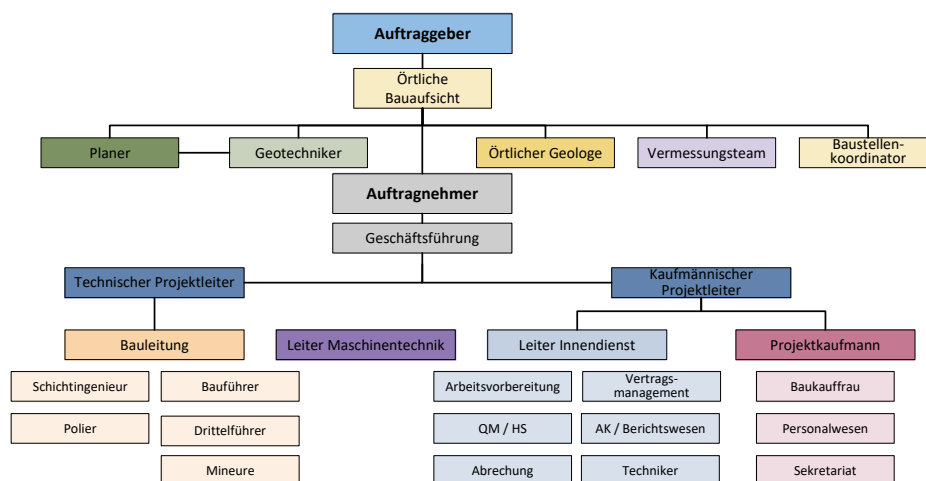 Auftraggeber
Örtliche
Bauaufsicht
Planer
Geotechniker
Örtlicher Geologe
Vermessungsteam
Baustellen-
koordinator
Auftragnehmer
Geschäftsführung
Technischer Projektleiter
Kaufmännischer
Projektleiter
Bauleitung
Leiter Maschinentechnik
Leiter Innendienst
Projektkaufmann
Schichtingenieur
Bauführer
Arbeitsvorbereitung
Vertrags-
management
Baukauffrau
Polier
Drittelführer
QM / HS
AK / Berichtswesen
Personalwesen
Mineure
Abrechung
Techniker
Sekretariat